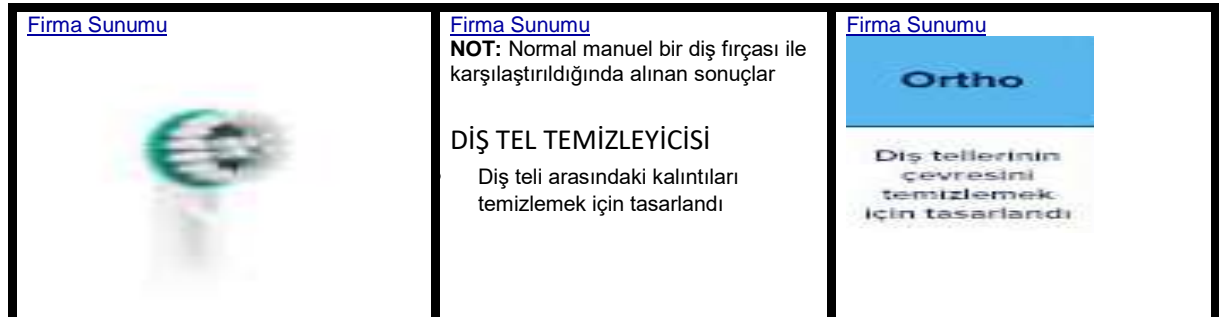 Firma Sunumu
Firma Sunumu
NOT: Normal manuel bir diş fırçası ile
karşılaştırıldığında alınan sonuçlar
DİŞ TEL TEMİZLEYİCİSİ
Diş teli arasındaki kalıntıları
temizlemek için tasarlandı
Firma Sunumu
Ortho
Diş tellerinin
çevresini
temizlemek
için tasarlandı